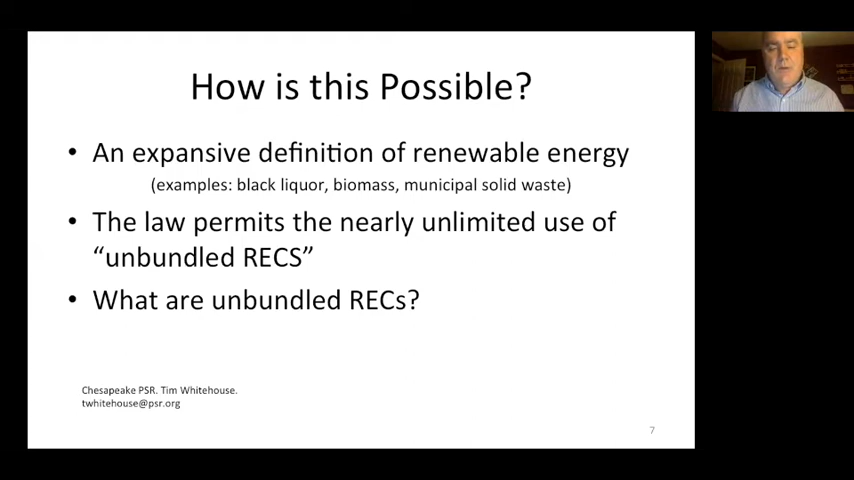 How is this Possible?
• An expansive definition of renewable energy
(examples: black liquor, biomass, municipal solid waste)
• The law permits the nearly unlimited use of
“unbundled RECS”
• What are unbundled RECs?
Chesapeake PSR. Tim Whitehouse.
twhitehouse@psr.org
7